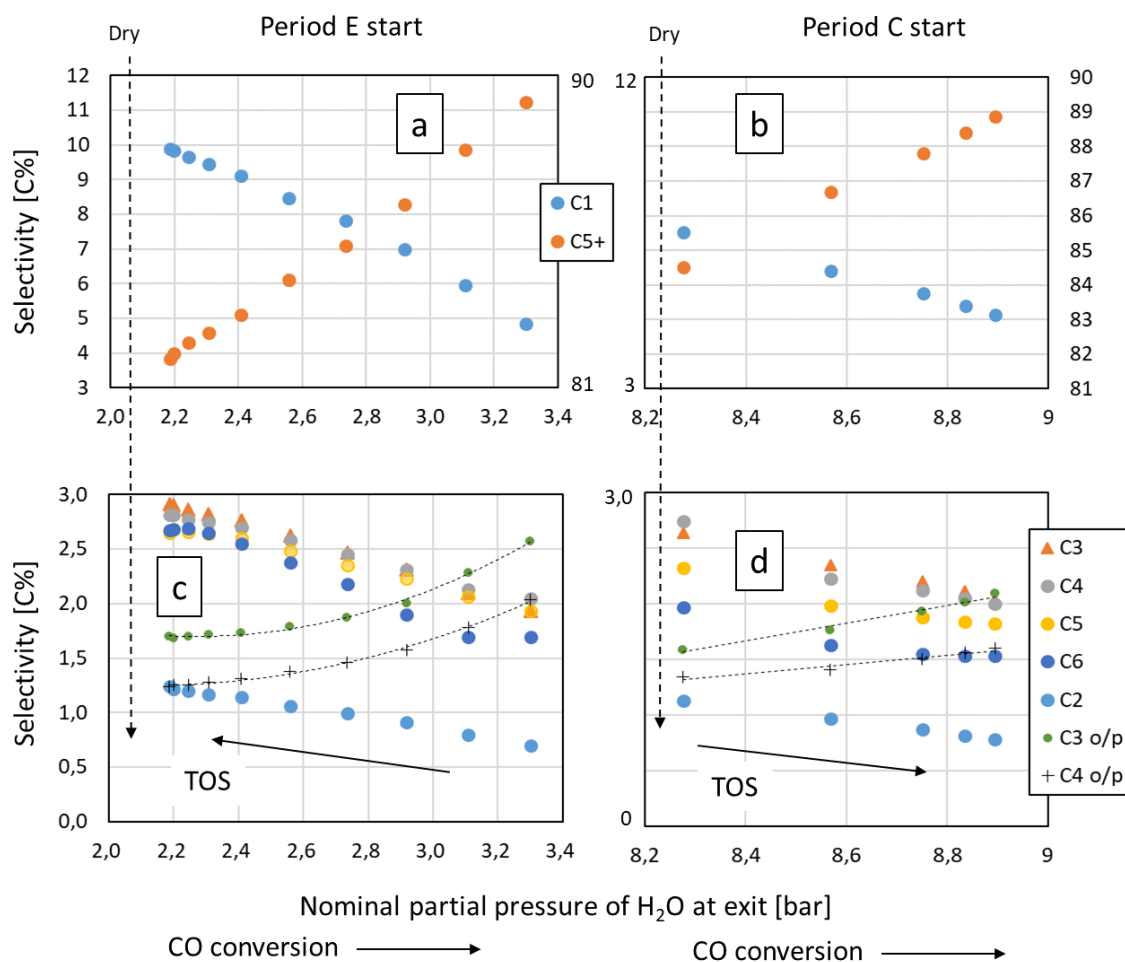 Period E start
Period C start
Dry
Dry
Selectivity [C%]
12
11
10
9
8
7
6
5
4
3
90
81
a
C1
C5+
2,0
2,2
2,4
2,6
2,8
3,0
3,2
3,4
12
3
b
90
89
88
87
86
85
84
83
82
81
8,2
8,4
8,6
8,8
9
Selectivity [C%]
3,0
2,5
2,0
1,5
1,0
0,5
0,0
c
TOS
2,0
2,2
2,4
2,6
2,8
3,0
3,2
3,4
3,0
0
d
TOS
8,2
8,4
8,6
8,8
9
C3
C4
C5
C6
C2
C3 o/p
C4 o/p
Nominal partial pressure of H₂O at exit [bar]
CO conversion
CO conversion